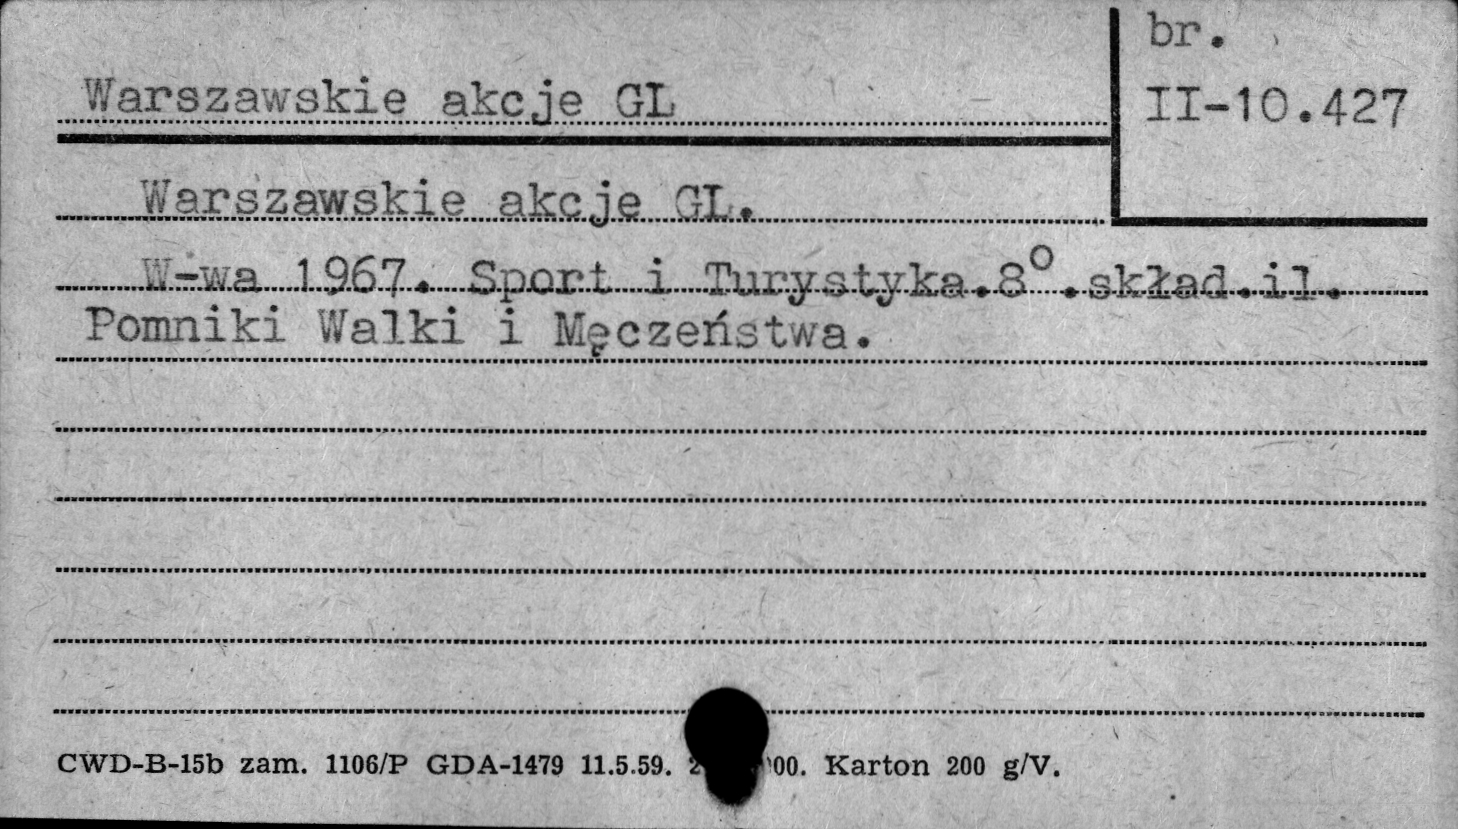 br.
Warszawskie akcje GL
II-10.427
Warszawskie akcje GL.
W-wa 1967. Sport i Turystyka.8° .skład.il.
Pomniki Walki i Męczeństwa.
CWD-B-15b zam. 1106/P GDA-1479 11.5.59. Karton 200 g/V.